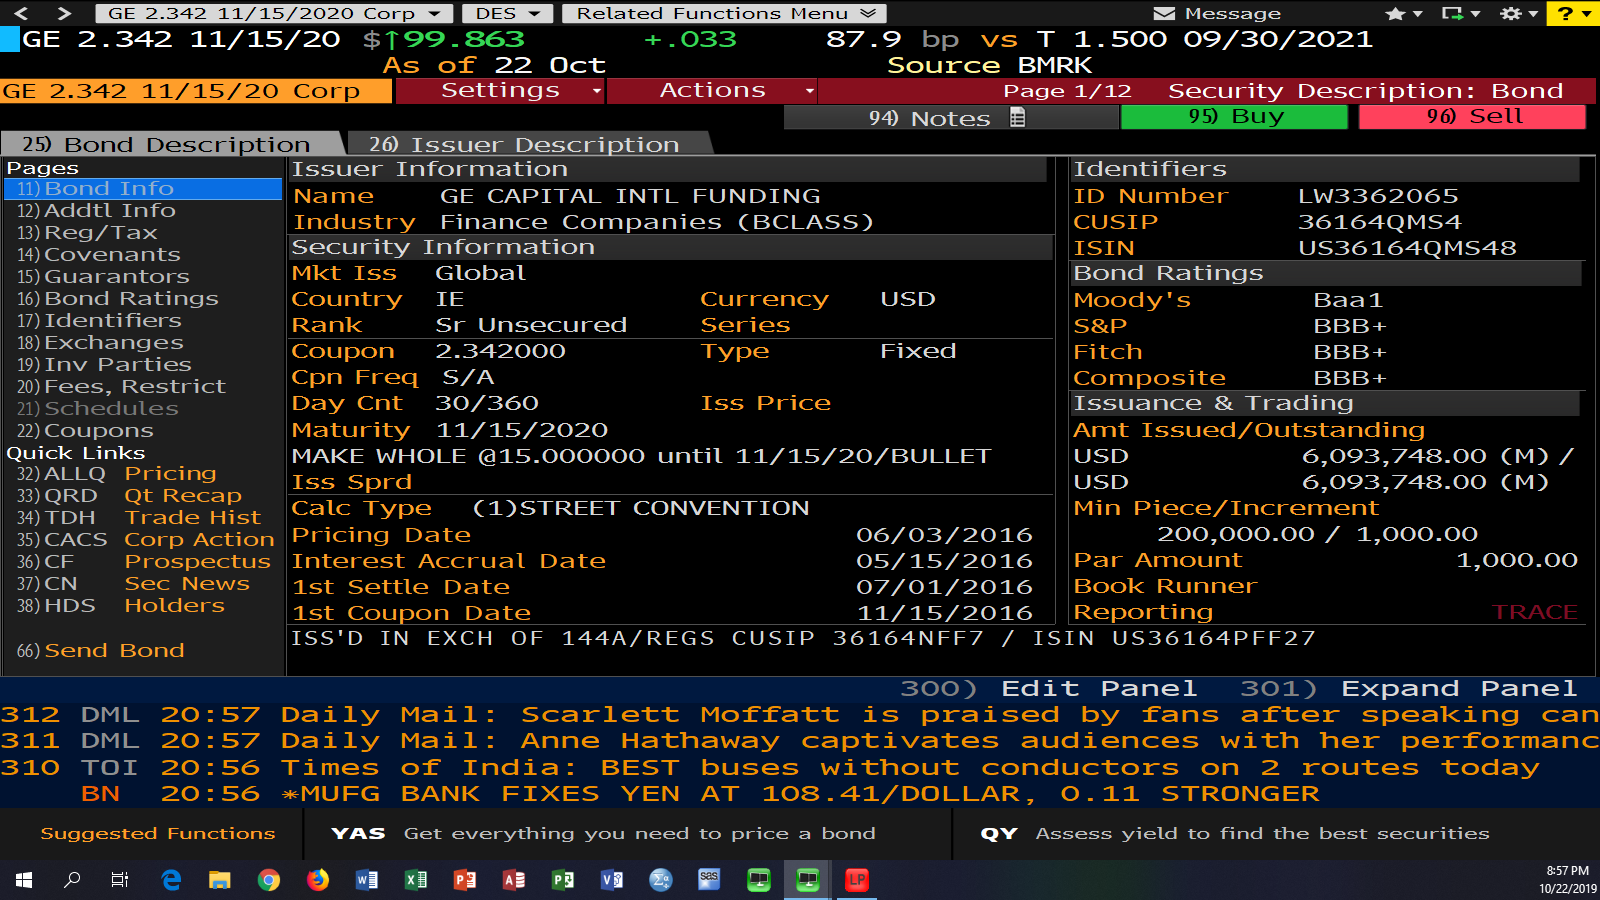 GE 2.342 11/15/2020 Corp DES Related Functions Menu Message ?
GE 2.342 11/15/20 $↑99.863 +.033 87.9 bp vs T 1.500 09/30/2021
As of 22 Oct Source BMRK
GE 2.342 11/15/20 Corp Settings Actions Page 1/12 Security Description: Bond
94) Notes 95) Buy 96) Sell
25) Bond Description 26) Issuer Description
Pages
11) Bond Info
12) Addtl Info
13) Reg/Tax
14) Covenants
15) Guarantors
16) Bond Ratings
17) Identifiers
18) Exchanges
19) Inv Parties
20) Fees, Restrict
21) Schedules
22) Coupons
Quick Links
32) ALLQ Pricing
33) QRD Qt Recap
34) TDH Trade Hist
35) CACS Corp Action
36) CF Prospectus
37) CN Sec News
38) HDS Holders
66) Send Bond
Issuer Information
Name GE CAPITAL INTL FUNDING
Industry Finance Companies (BCLASS)
Security Information
Mkt Iss Global
Country IE Currency USD
Rank Sr Unsecured Series
Coupon 2.342000 Type Fixed
Cpn Freq S/A
Day Cnt 30/360 Iss Price
Maturity 11/15/2020
MAKE WHOLE @15.000000 until 11/15/20/BULLET
Iss Sprd
Calc Type (1)STREET CONVENTION
Pricing Date 06/03/2016
Interest Accrual Date 05/15/2016
1st Settle Date 07/01/2016
1st Coupon Date 11/15/2016
ISS'D IN EXCH OF 144A/REGS CUSIP 36164NFF7 / ISIN US36164PFF27
Identifiers
ID Number LW3362065
CUSIP 36164QMS4
ISIN US36164QMS48
Bond Ratings
Moody's Baa1
S&P BBB+
Fitch BBB+
Composite BBB+
Issuance & Trading
Amt Issued/Outstanding
USD 6,093,748.00 (M) /
USD 6,093,748.00 (M)
Min Piece/Increment
200,000.00 / 1,000.00
Par Amount 1,000.00
Book Runner
Reporting TRACE
300) Edit Panel 301) Expand Panel
312 DML 20:57 Daily Mail: Scarlett Moffatt is praised by fans after speaking can
311 DML 20:57 Daily Mail: Anne Hathaway captivates audiences with her performanc
310 TOI 20:56 Times of India: BEST buses without conductors on 2 routes today
BN 20:56 *MUFG BANK FIXES YEN AT 108.41/DOLLAR, 0.11 STRONGER
Suggested Functions YAS Get everything you need to price a bond QY Assess yield to find the best securities
sas LP
8:57 PM
10/22/2019